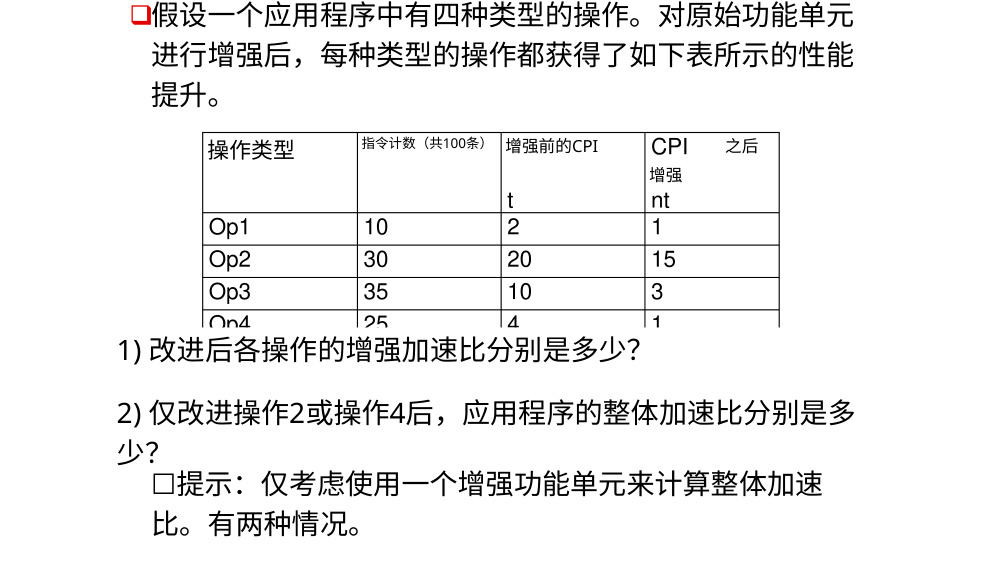 ❑假设一个应用程序中有四种类型的操作。对原始功能单元
进行增强后，每种类型的操作都获得了如下表所示的性能
提升。
操作类型 指令计数（共100条） 增强前的CPI t CPI 之后 增强 nt
Op1 10 2 1
Op2 30 20 15
Op3 35 10 3
Op4 25 4 1
1) 改进后各操作的增强加速比分别是多少？
2) 仅改进操作2或操作4后，应用程序的整体加速比分别是多
少？
□提示：仅考虑使用一个增强功能单元来计算整体加速
比。有两种情况。